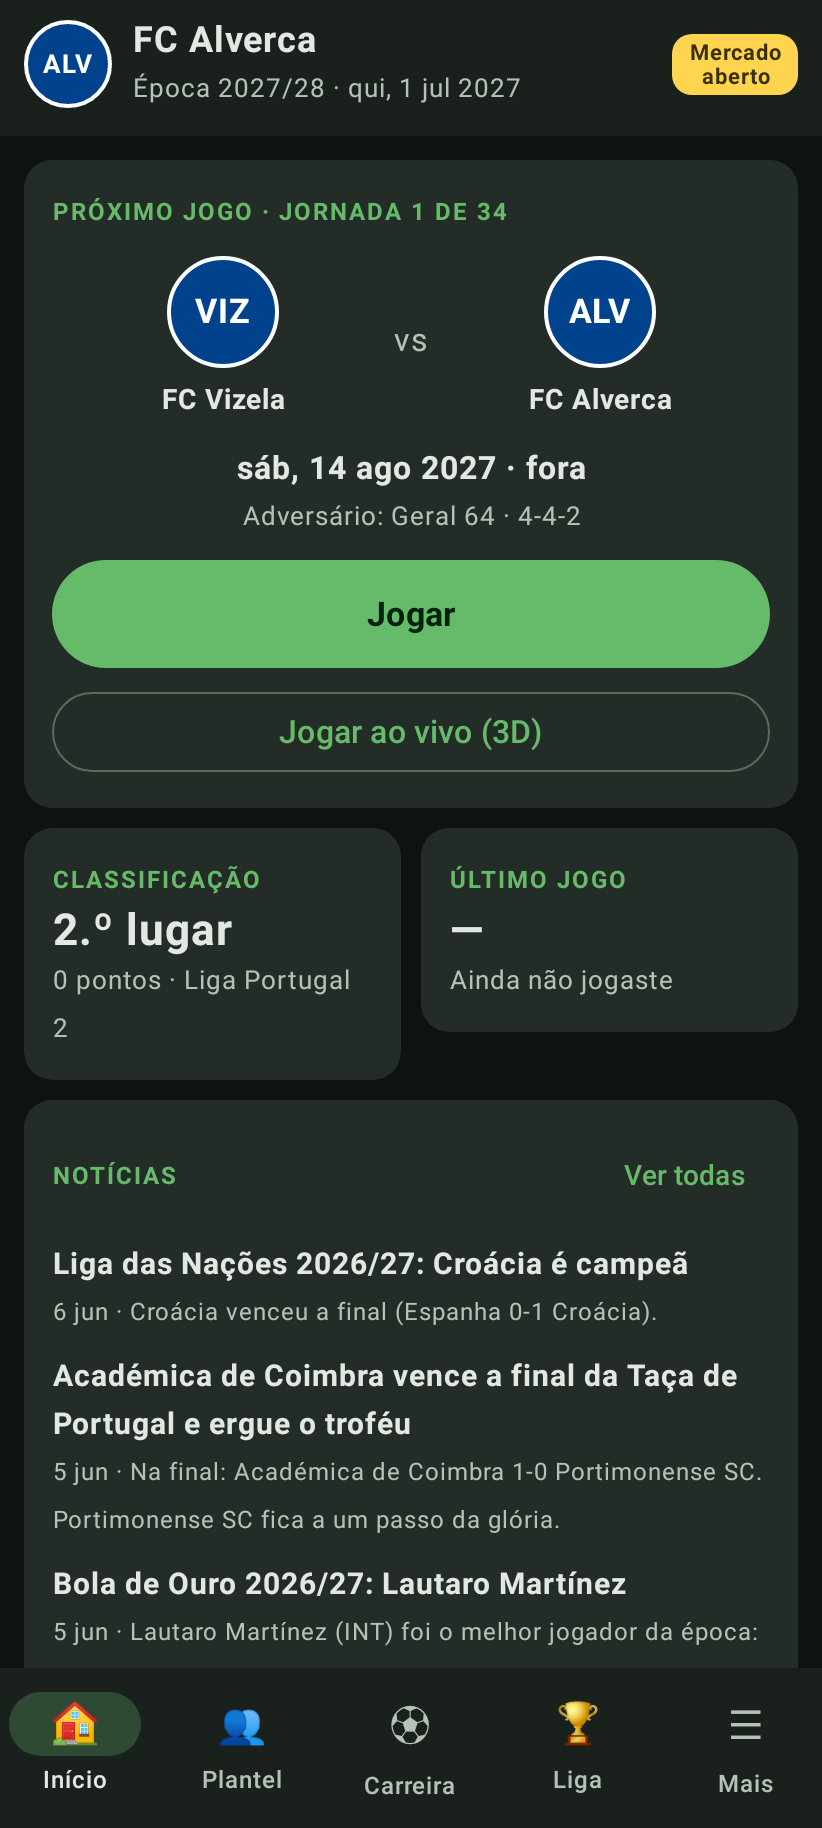 ALV
FC Alverca
Época 2027/28 · qui, 1 jul 2027
Mercado
aberto
PRÓXIMO JOGO · JORNADA 1 DE 34
VIZ
vs
ALV
FC Vizela
FC Alverca
sáb, 14 ago 2027 · fora
Adversário: Geral 64 · 4-4-2
Jogar
Jogar ao vivo (3D)
CLASSIFICAÇÃO
2.º lugar
0 pontos · Liga Portugal
2
ÚLTIMO JOGO
—
Ainda não jogaste
NOTÍCIAS
Ver todas
Liga das Nações 2026/27: Croácia é campeã
6 jun · Croácia venceu a final (Espanha 0-1 Croácia).
Académica de Coimbra vence a final da Taça de
Portugal e ergue o troféu
5 jun · Na final: Académica de Coimbra 1-0 Portimonense SC.
Portimonense SC fica a um passo da glória.
Bola de Ouro 2026/27: Lautaro Martínez
5 jun · Lautaro Martínez (INT) foi o melhor jogador da época:
Início
Plantel
Carreira
Liga
Mais